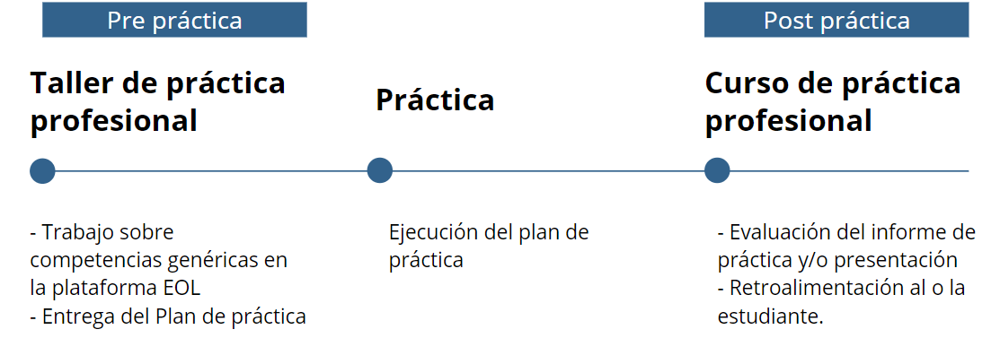 Pre práctica
Taller de práctica
profesional
- Trabajo sobre
competencias genéricas en
la plataforma EOL
- Entrega del Plan de práctica
Práctica
Ejecución del plan de
práctica
Post práctica
Curso de práctica
profesional
- Evaluación del informe de
práctica y/o presentación
- Retroalimentación al o la
estudiante.